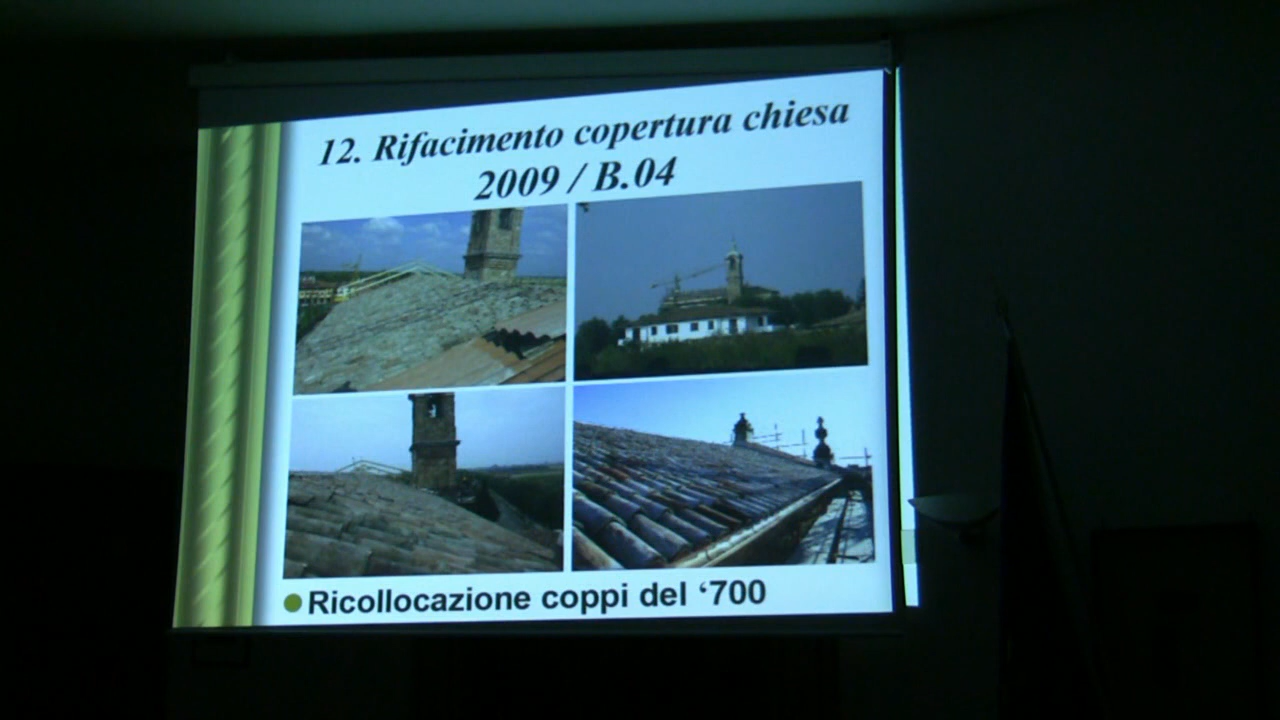 12. Rifacimento copertura chiesa
2009 / B.04
Ricollocazione coppi del ‘700